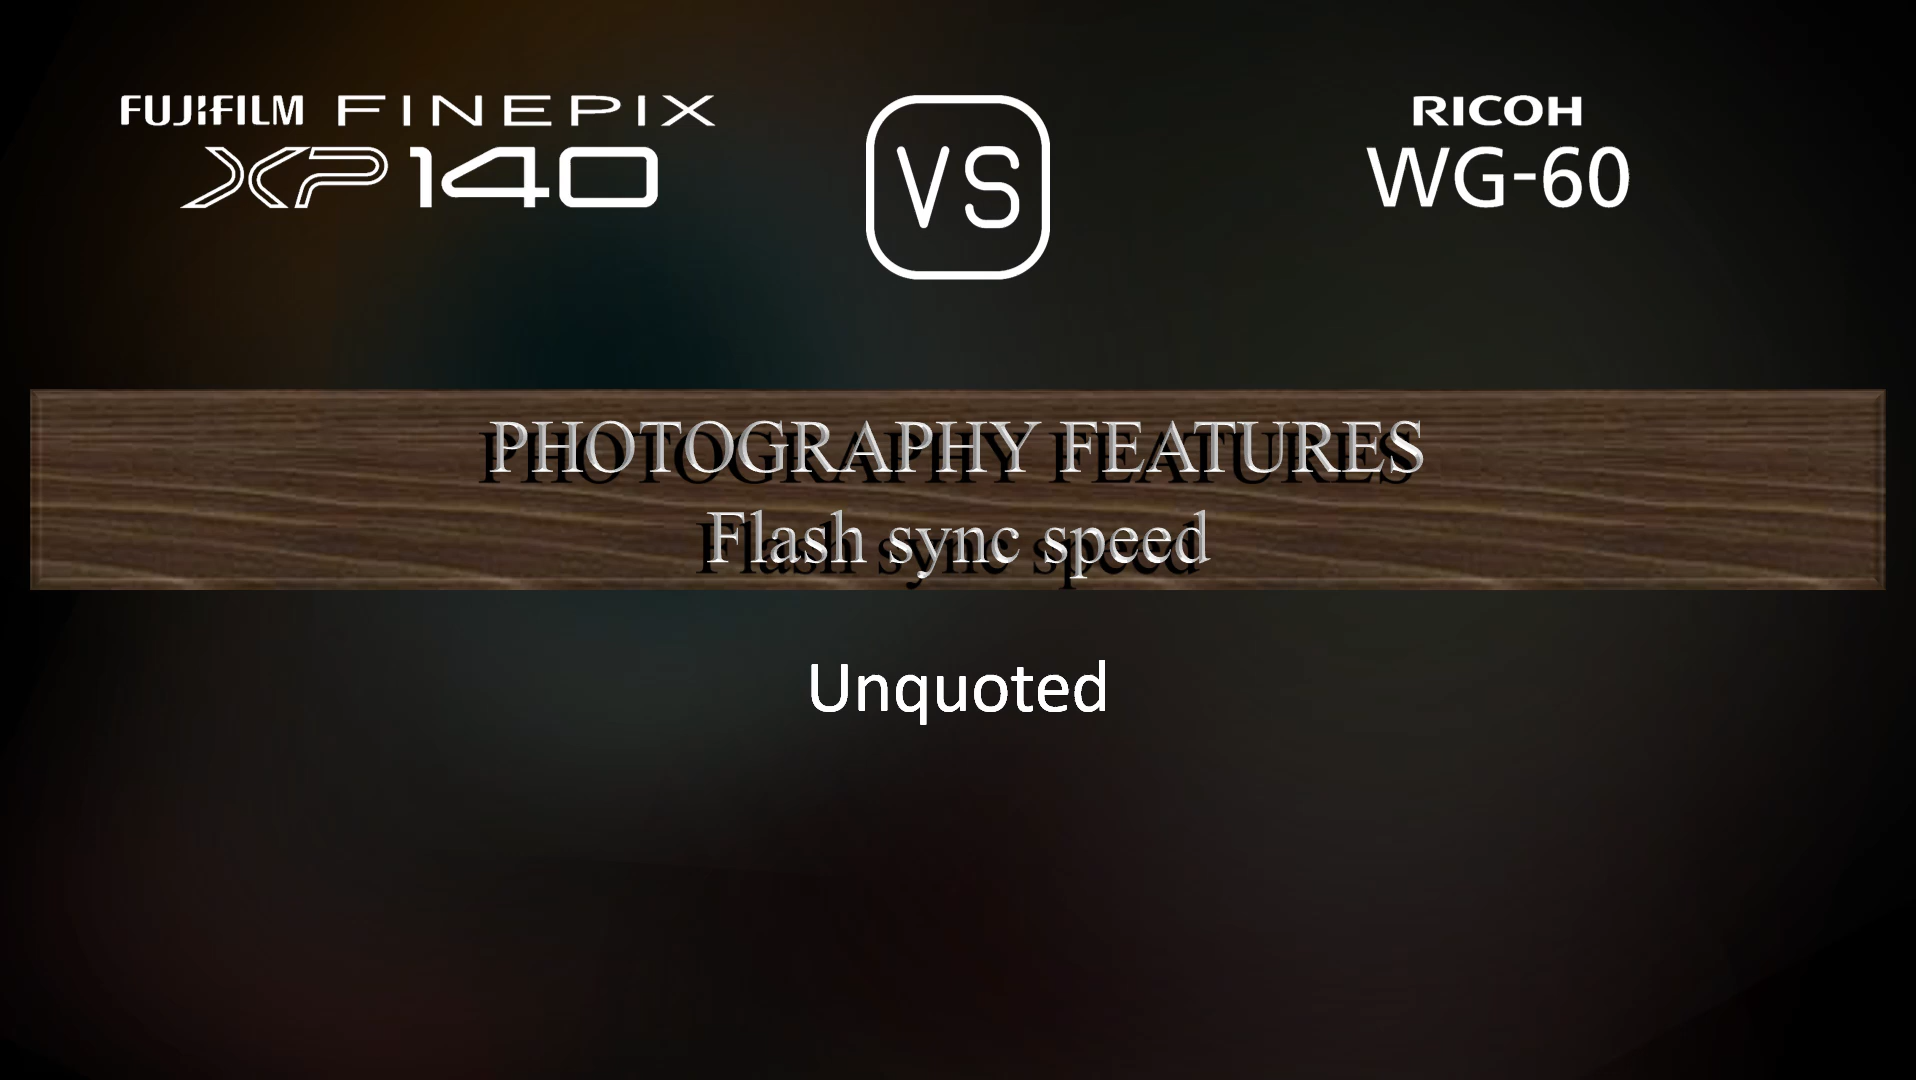 FUJIFILM FINEPIX
XP140
VS
RICOH
WG-60
PHOTOGRAPHY FEATURES
Flash sync speed
Unquoted